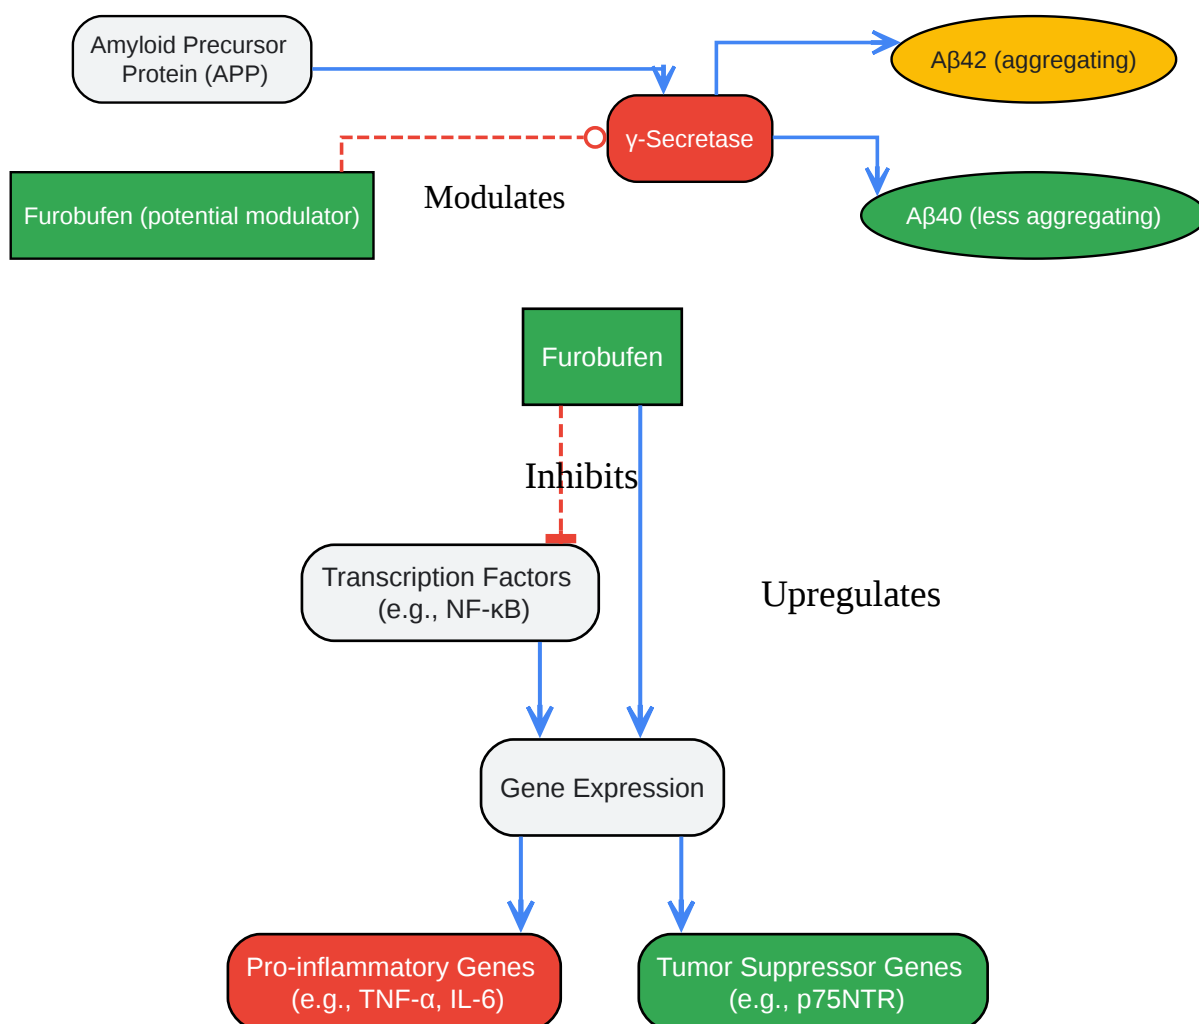 Amyloid Precursor
Protein (APP)
Aβ42 (aggregating)
γ-Secretase
Modulates
Furobufen (potential modulator)
Aβ40 (less aggregating)
Furobufen
Inhibits
Transcription Factors
(e.g., NF-κB)
Upregulates
Gene Expression
Pro-inflammatory Genes
(e.g., TNF-α, IL-6)
Tumor Suppressor Genes
(e.g., p75NTR)